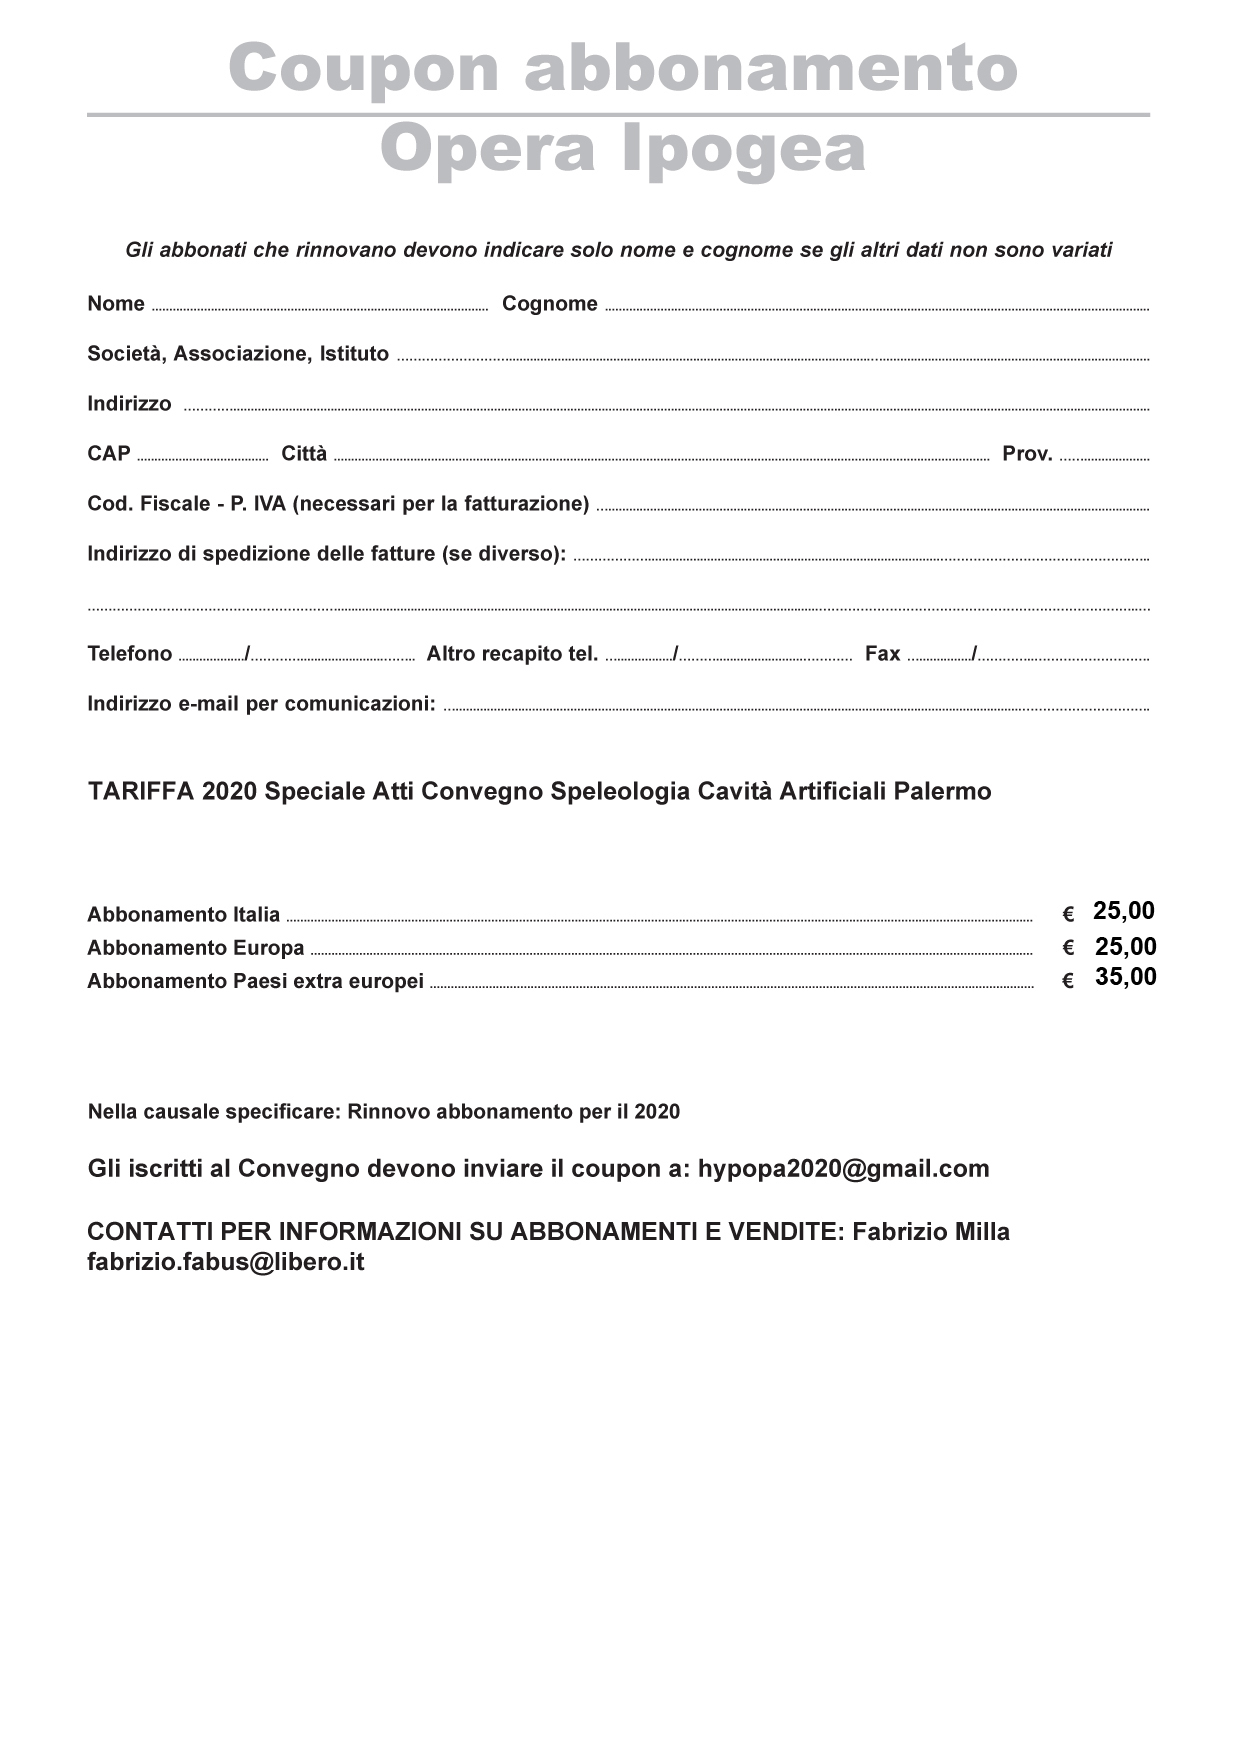 Coupon abbonamento
Opera Ipogea
Gli abbonati che rinnovano devono indicare solo nome e cognome se gli altri dati non sono variati
Nome Cognome
Società, Associazione, Istituto
Indirizzo
CAP Città Prov.
Cod. Fiscale - P. IVA (necessari per la fatturazione)
Indirizzo di spedizione delle fatture (se diverso):
Telefono / Altro recapito tel. / Fax /
Indirizzo e-mail per comunicazioni:
TARIFFA 2020 Speciale Atti Convegno Speleologia Cavità Artificiali Palermo
Abbonamento Italia € 25,00
Abbonamento Europa € 25,00
Abbonamento Paesi extra europei € 35,00
Nella causale specificare: Rinnovo abbonamento per il 2020
Gli iscritti al Convegno devono inviare il coupon a: hypopa2020@gmail.com
CONTATTI PER INFORMAZIONI SU ABBONAMENTI E VENDITE: Fabrizio Milla
fabrizio.fabus@libero.it